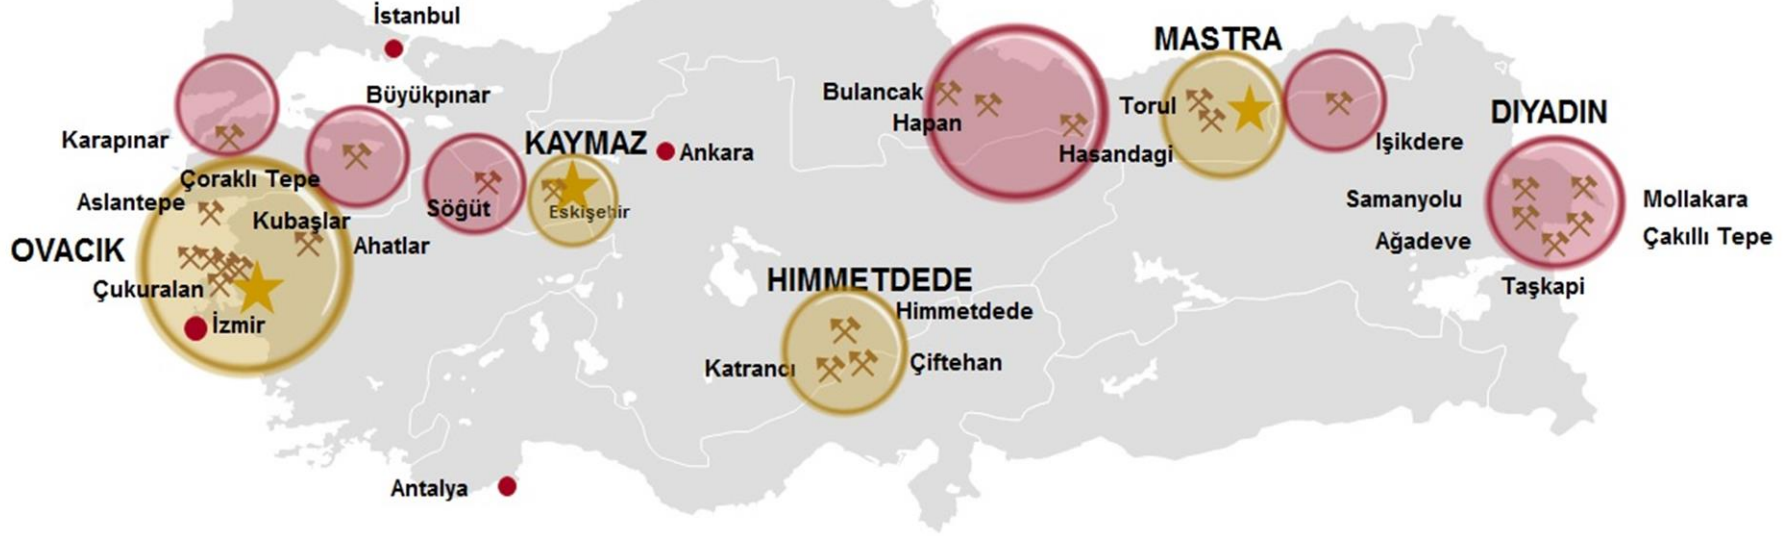 İstanbul
MASTRA
Büyükpınar
Bulancak
Hapan
Torul
DIYADIN
Karapınar
KAYMAZ
Ankara
Hasandagi
Işikdere
Çoraklı Tepe
Aslantepe
Kubaşlar
Söğüt
Eskişehir
Samanyolu
Mollakara
OVACIK
Ahatlar
Ağadeve
Çakıllı Tepe
Çukuralan
HIMMETDEDE
Himmetdede
Taşkapi
İzmir
Katrancı
Çiftehan
Antalya